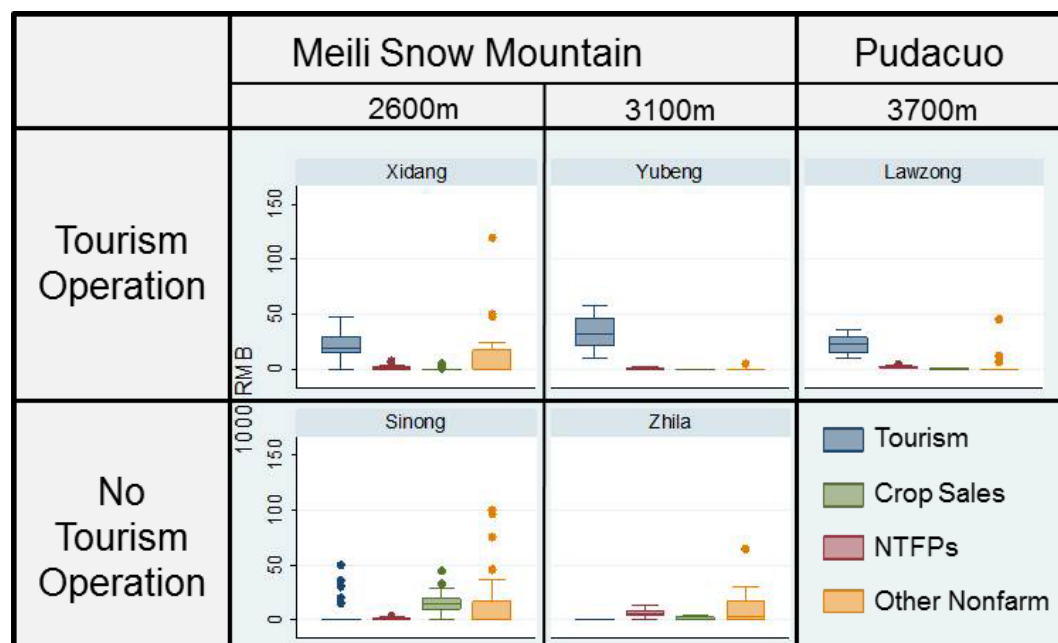 Meili Snow Mountain
Pudacuo
2600m
3100m
3700m
Tourism
Operation
Xidang
Yubeng
Lawzong
150
100
50
0
1000 RMB
No
Tourism
Operation
Sinong
Zhila
150
100
50
0
Tourism
Crop Sales
NTFPs
Other Nonfarm